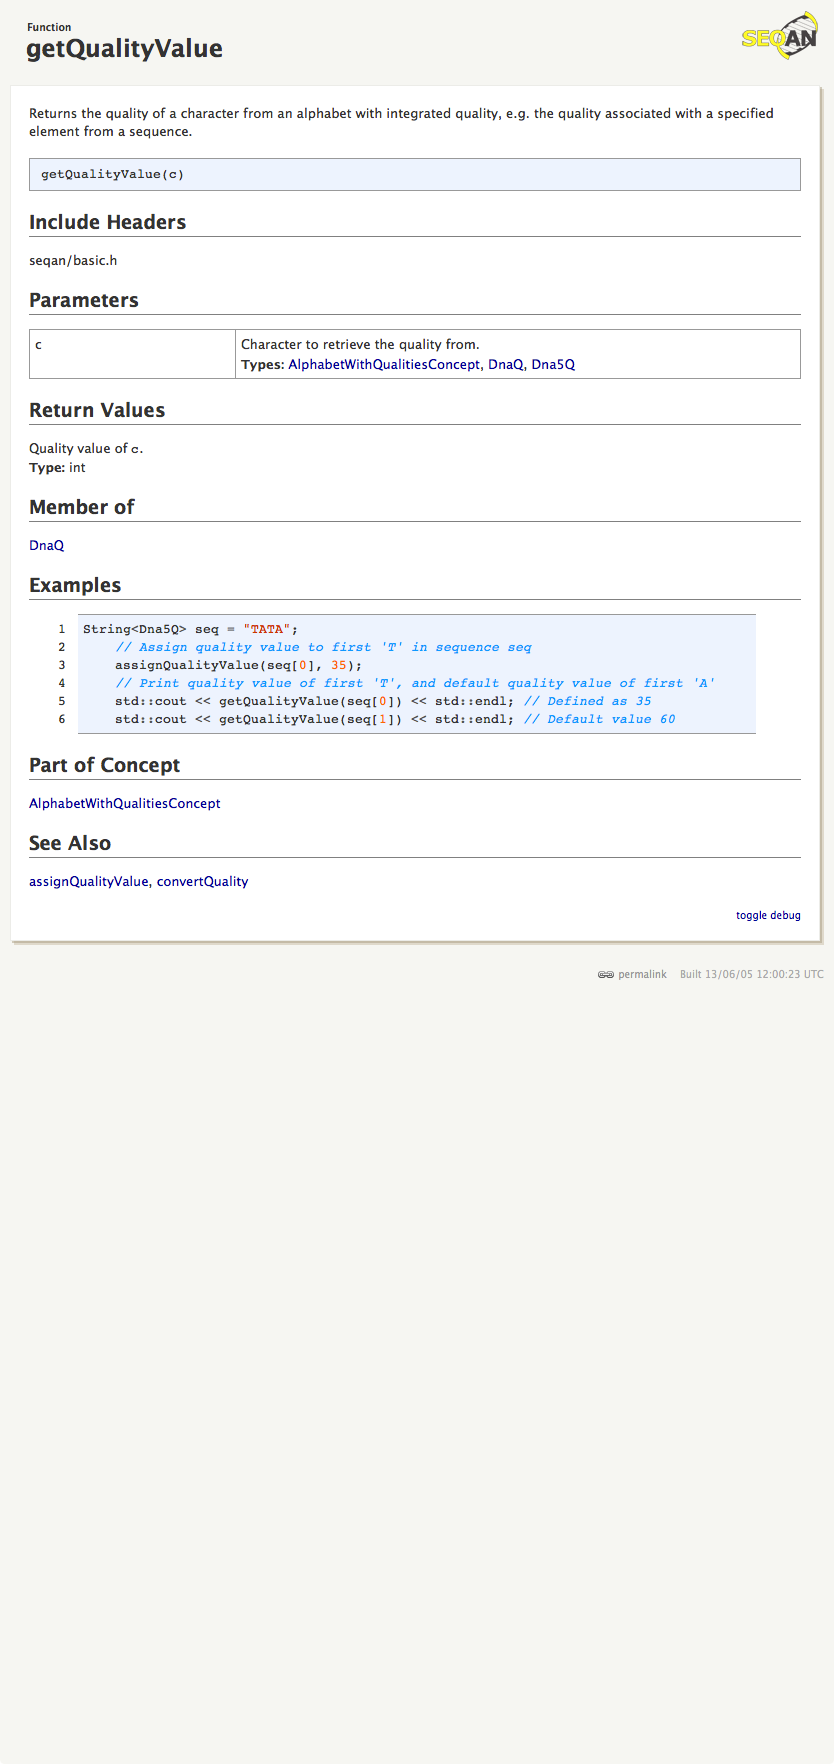 Function
getQualityValue
SEQAN
Returns the quality of a character from an alphabet with integrated quality, e.g. the quality associated with a specified
element from a sequence.
getQualityValue(c)
Include Headers
seqan/basic.h
Parameters
c
Character to retrieve the quality from.
Types: AlphabetWithQualitiesConcept, DnaQ, Dna5Q
Return Values
Quality value of c.
Type: int
Member of
DnaQ
Examples
1 String<Dna5Q> seq = "TATA";
2 // Assign quality value to first 'T' in sequence seq
3 assignQualityValue(seq[0], 35);
4 // Print quality value of first 'T', and default quality value of first 'A'
5 std::cout << getQualityValue(seq[0]) << std::endl; // Defined as 35
6 std::cout << getQualityValue(seq[1]) << std::endl; // Default value 60
Part of Concept
AlphabetWithQualitiesConcept
See Also
assignQualityValue, convertQuality
toggle debug
permalink Built 13/06/05 12:00:23 UTC